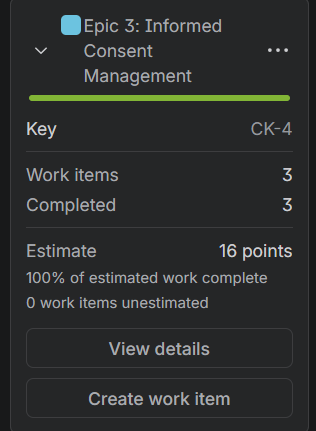 Epic 3: Informed
Consent
Management
Key CK-4
Work items 3
Completed 3
Estimate 16 points
100% of estimated work complete
0 work items unestimated
View details
Create work item